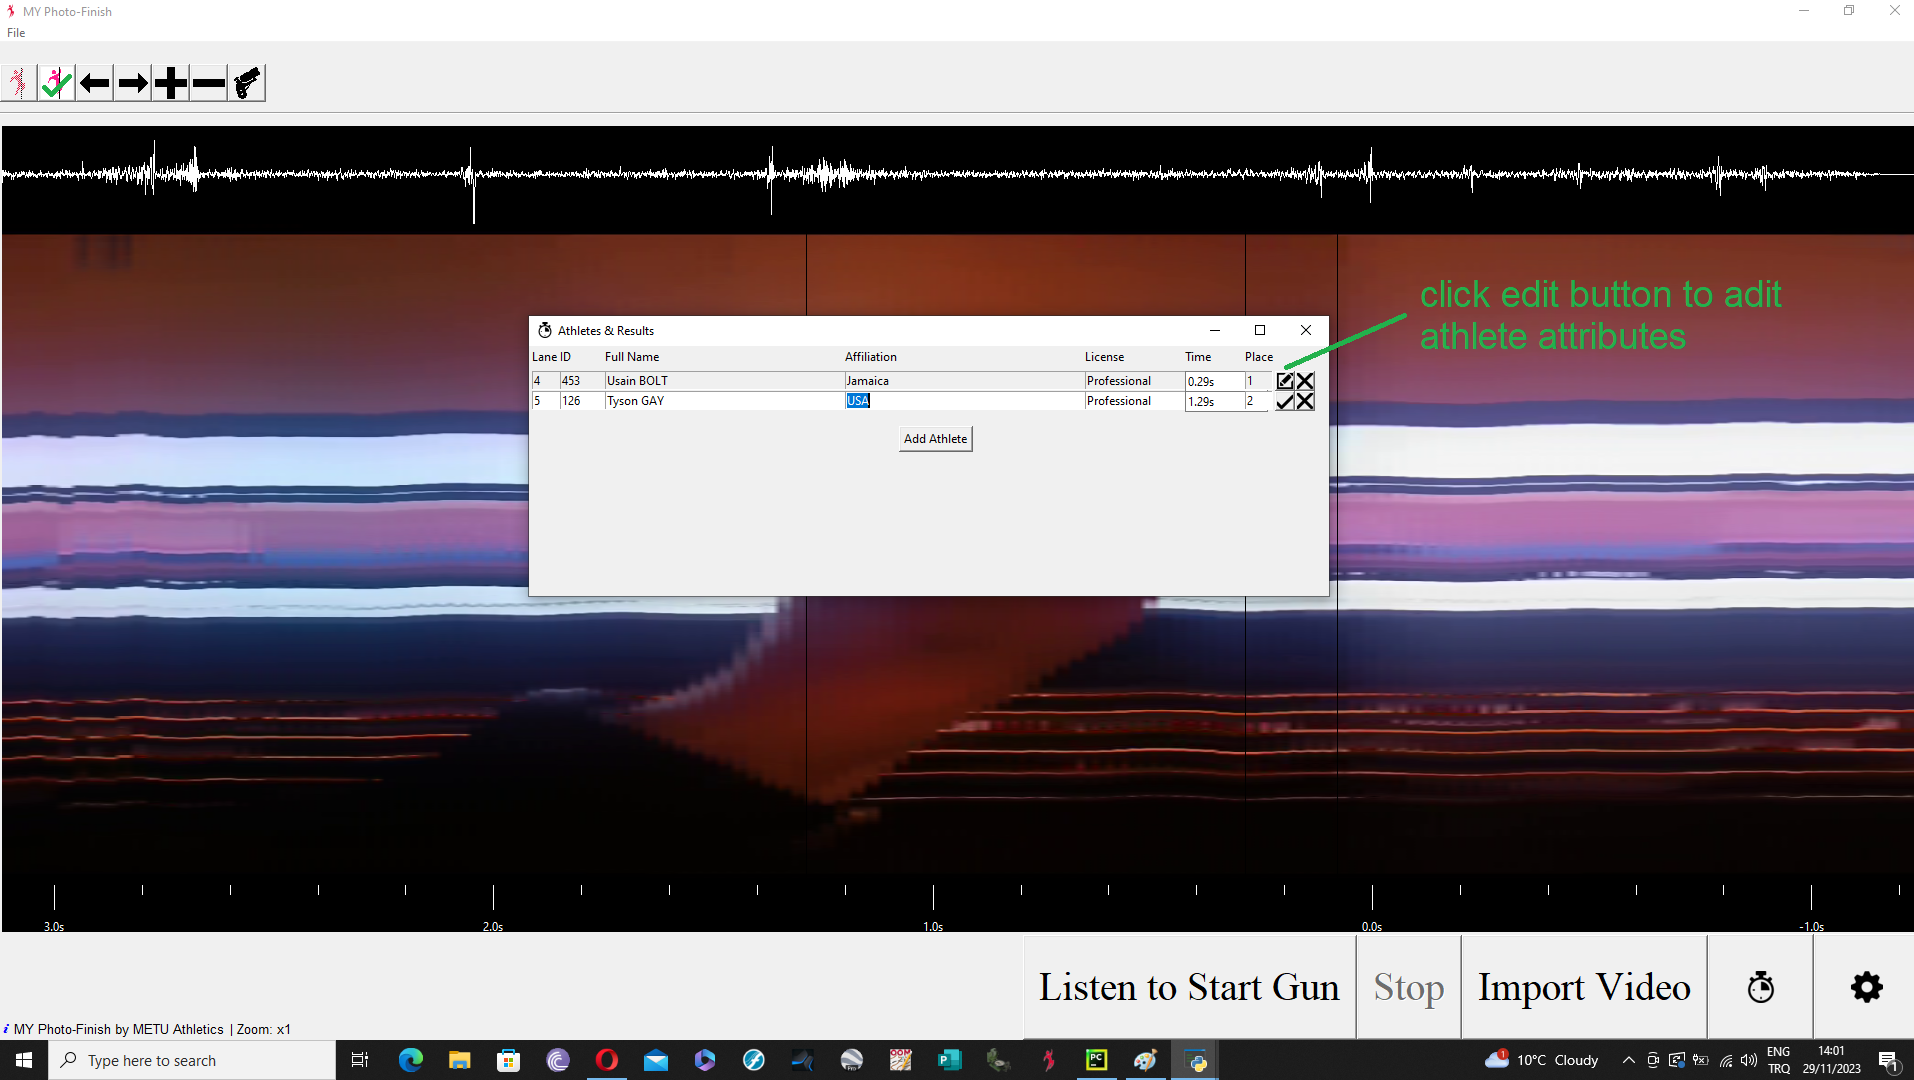 MY Photo-Finish
File
click edit button to adit
athlete attributes
Athletes & Results
Lane ID Full Name Affiliation License Time Place
4 453 Usain BOLT Jamaica Professional 0.29s 1
5 126 Tyson GAY USA Professional 1.29s 2
Add Athlete
3.0s 2.0s 1.0s 0.0s -1.0s
Listen to Start Gun Stop Import Video
i MY Photo-Finish by METU Athletics | Zoom: x1
Type here to search
10°C Cloudy
ENG 14:01
TRQ 29/11/2023